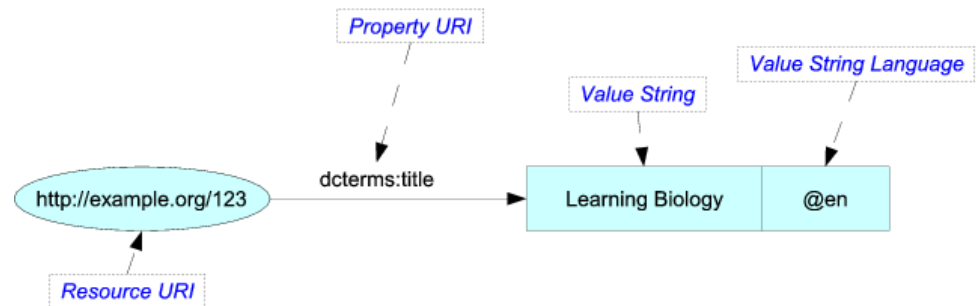 Property URI
Value String Language
Value String
dcterms:title
http://example.org/123
Learning Biology
@en
Resource URI